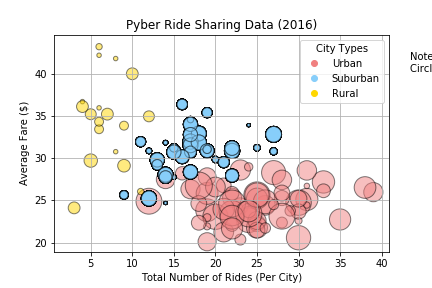 Pyber Ride Sharing Data (2016)
City Types
Urban
Suburban
Rural
Note:
Circl
Average Fare ($)
40
35
30
25
20
5
10
15
20
25
30
35
40
Total Number of Rides (Per City)